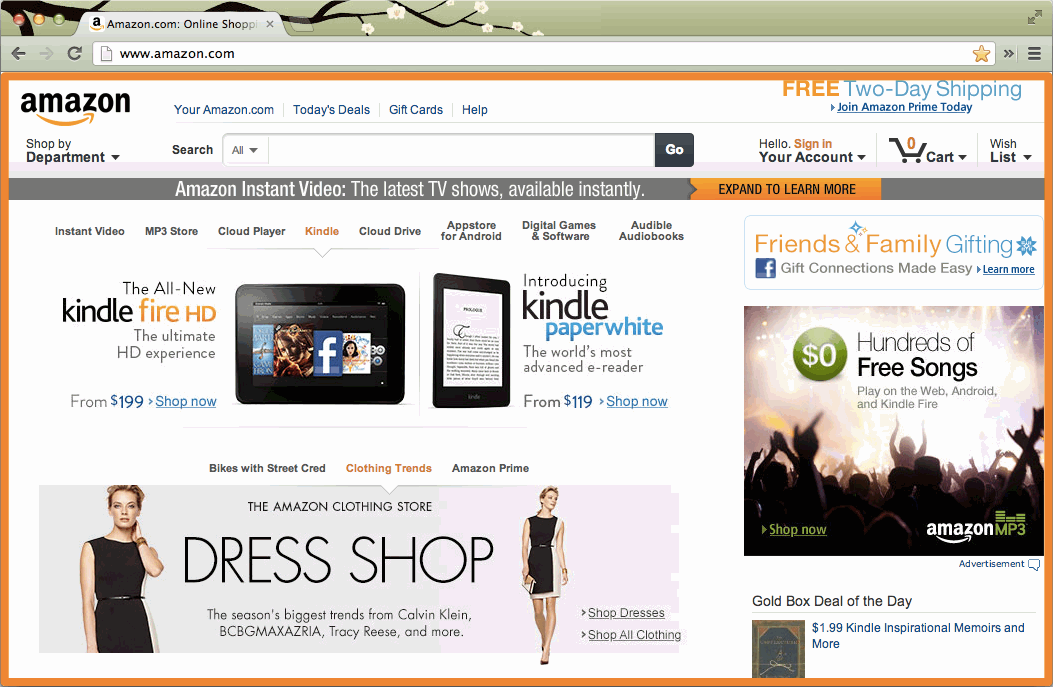 Amazon.com: Online Shoppi
www.amazon.com
amazon
Your Amazon.com
Today's Deals
Gift Cards
Help
FREE Two-Day Shipping
Join Amazon Prime Today
Shop by
Department
Search
All
Go
Hello. Sign in
Your Account
0
Cart
Wish
List
Amazon Instant Video: The latest TV shows, available instantly.
EXPAND TO LEARN MORE
Instant Video
MP3 Store
Cloud Player
Kindle
Cloud Drive
Appstore
for Android
Digital Games
& Software
Audible
Audiobooks
The All-New
kindle fire HD
The ultimate
HD experience
From $199 › Shop now
PROLOGUE
kindle
Introducing
kindle
paperwhite
The world's most
advanced e-reader
From $119 › Shop now
Friends & Family Gifting
Gift Connections Made Easy
Learn more
$0
Hundreds of
Free Songs
Play on the Web, Android,
and Kindle Fire
Shop now
amazonMP3
Advertisement
Bikes with Street Cred
Clothing Trends
Amazon Prime
THE AMAZON CLOTHING STORE
DRESS SHOP
The season's biggest trends from Calvin Klein,
BCBGMAXAZRIA, Tracy Reese, and more.
› Shop Dresses
› Shop All Clothing
Gold Box Deal of the Day
$1.99 Kindle Inspirational Memoirs and
More